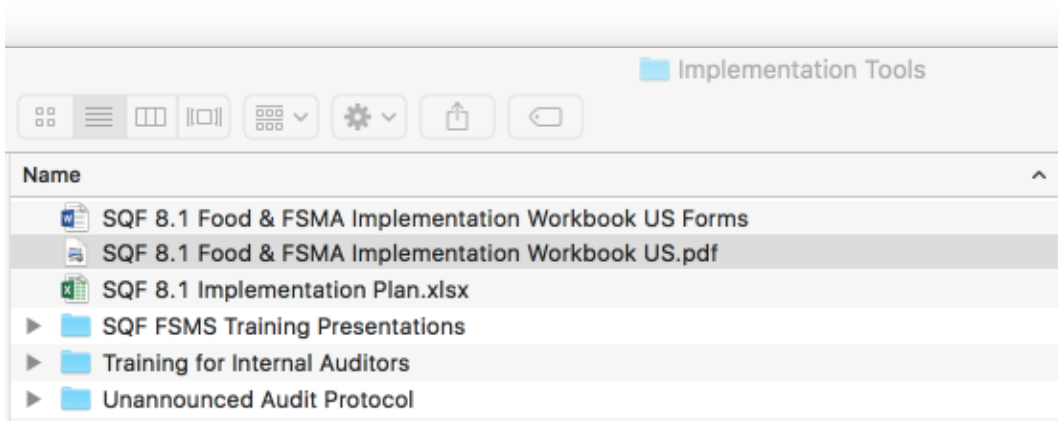 Implementation Tools
Name
SQF 8.1 Food & FSMA Implementation Workbook US Forms
SQF 8.1 Food & FSMA Implementation Workbook US.pdf
SQF 8.1 Implementation Plan.xlsx
SQF FSMS Training Presentations
Training for Internal Auditors
Unannounced Audit Protocol